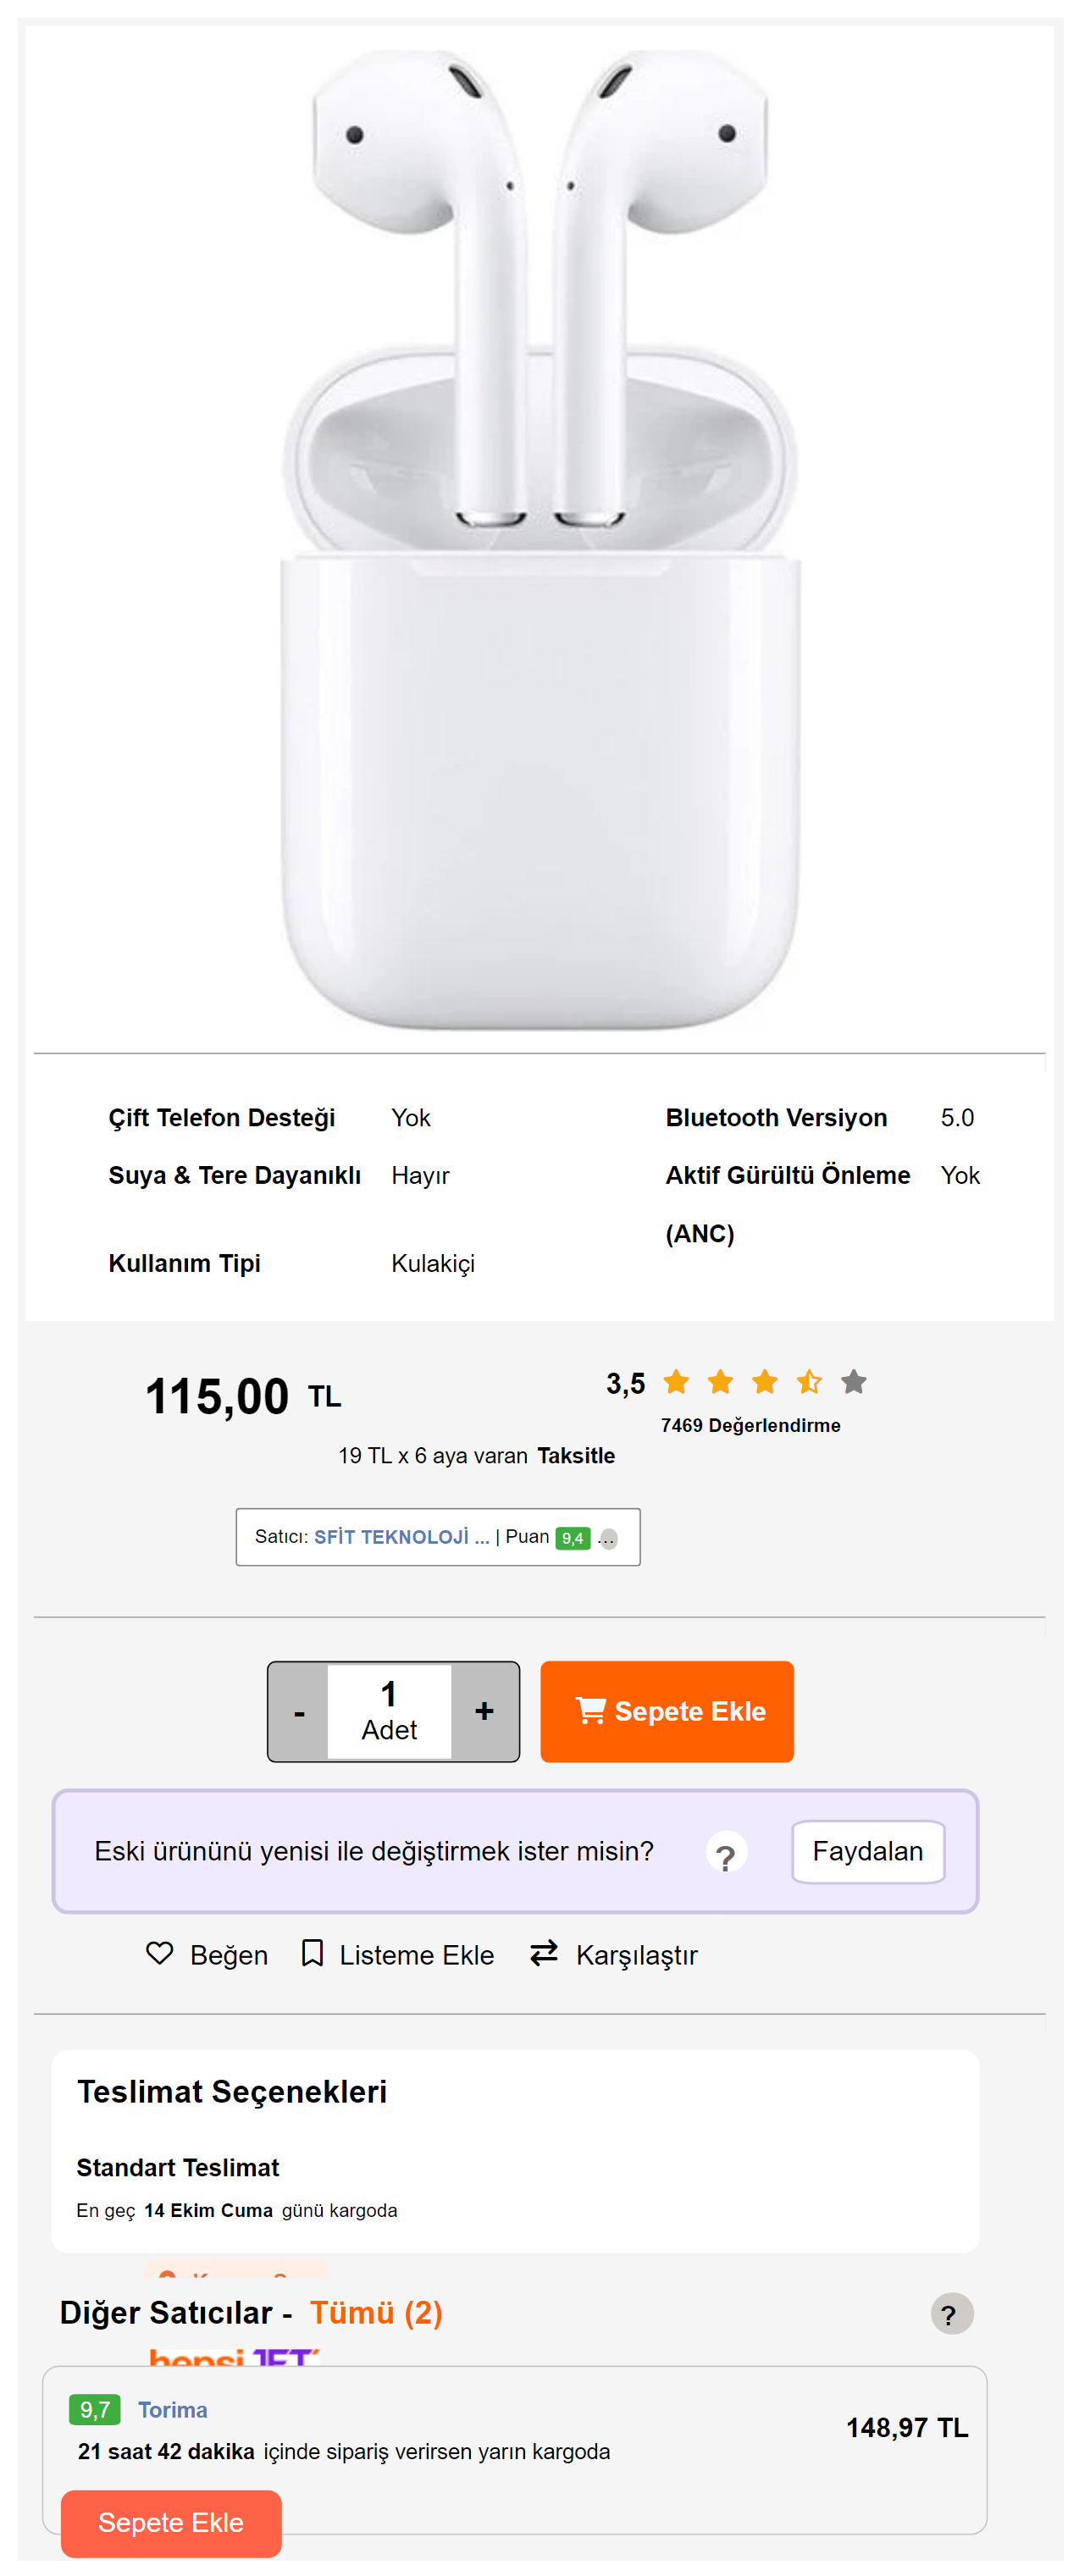 Çift Telefon Desteği Yok Bluetooth Versiyon 5.0
Suya & Tere Dayanıklı Hayır Aktif Gürültü Önleme (ANC) Yok
Kullanım Tipi Kulakiçi
115,00 TL
3,5
7469 Değerlendirme
19 TL x 6 aya varan Taksitle
Satıcı: SFİT TEKNOLOJİ ... | Puan 9,4 ...
- 1 Adet +
Sepete Ekle
Eski ürününü yenisi ile değiştirmek ister misin? ? Faydalan
Beğen Listeme Ekle Karşılaştır
Teslimat Seçenekleri
Standart Teslimat
En geç 14 Ekim Cuma günü kargoda
Diğer Satıcılar - Tümü (2) ?
hepsiJET
9,7 Torima
148,97 TL
21 saat 42 dakika içinde sipariş verirsen yarın kargoda
Sepete Ekle